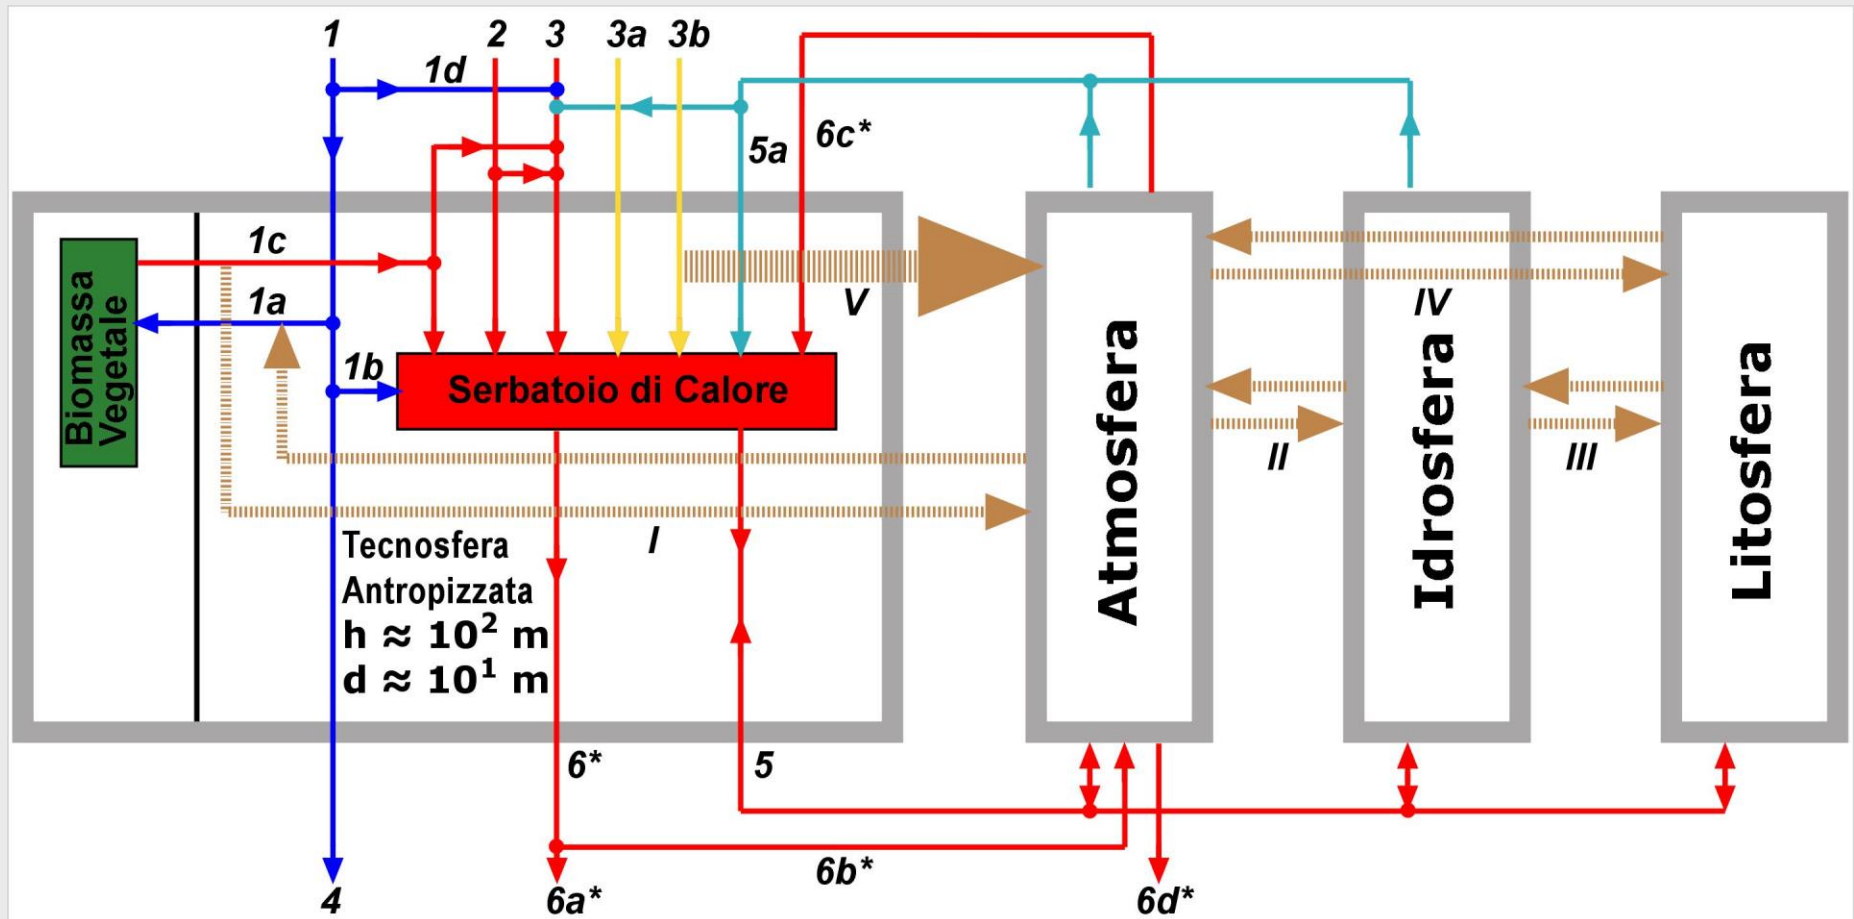 1
2
3
3a
3b
1d
6c*
5a
1c
1a
V
IV
1b
Biomassa
Vegetale
Serbatoio di Calore
Atmosfera
Idrosfera
Litosfera
II
III
I
Tecnosfera
Antropizzata
h ≈ 10² m
d ≈ 10¹ m
6*
5
6b*
4
6a*
6d*